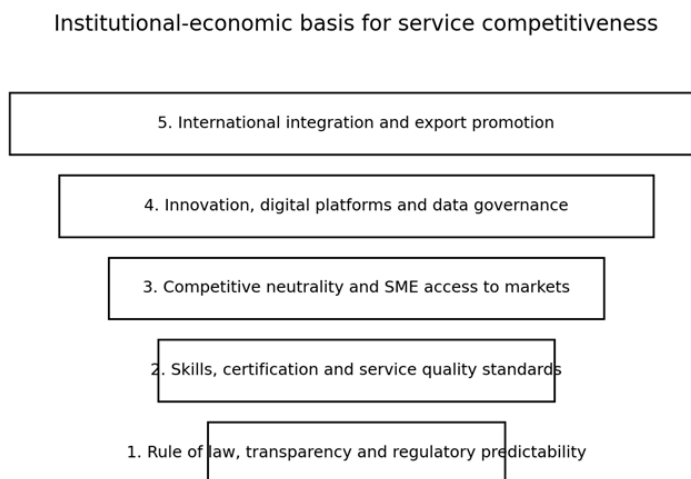 Institutional-economic basis for service competitiveness
5. International integration and export promotion
4. Innovation, digital platforms and data governance
3. Competitive neutrality and SME access to markets
2. Skills, certification and service quality standards
1. Rule of law, transparency and regulatory predictability